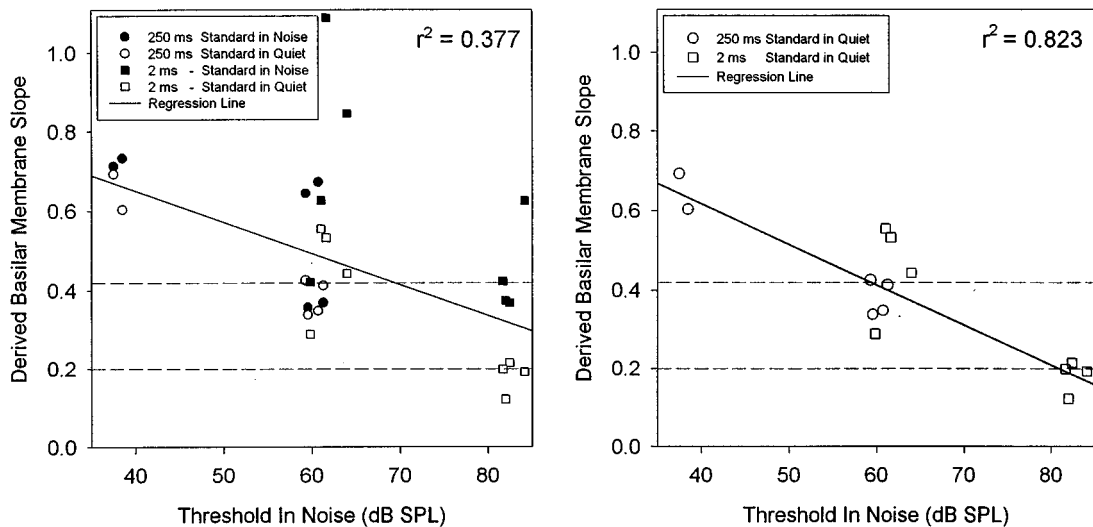 250 ms Standard in Noise
250 ms Standard in Quiet
2 ms - Standard in Noise
2 ms - Standard in Quiet
Regression Line
r² = 0.377
Derived Basilar Membrane Slope
1.0
0.8
0.6
0.4
0.2
0.0
40 50 60 70 80
Threshold In Noise (dB SPL)
250 ms Standard in Quiet
2 ms Standard in Quiet
Regression Line
r² = 0.823
Derived Basilar Membrane Slope
1.0
0.8
0.6
0.4
0.2
0.0
40 50 60 70 80
Threshold In Noise (dB SPL)